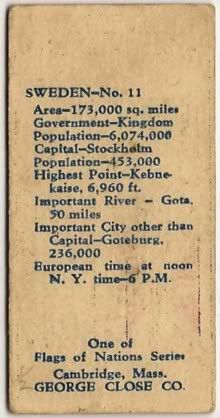 SWEDEN—No. 11
Area—173,000 sq. miles
Government—Kingdom
Population—6,074,000
Capital—Stockholm
Population—453,000
Highest Point—Kebne-
kaise, 6,960 ft.
Important River — Gota,
50 miles
Important City other than
Capital—Goteburg,
236,000
European time at noon
N. Y. time—6 P.M.
One of
Flags of Nations Series
Cambridge, Mass.
GEORGE CLOSE CO.